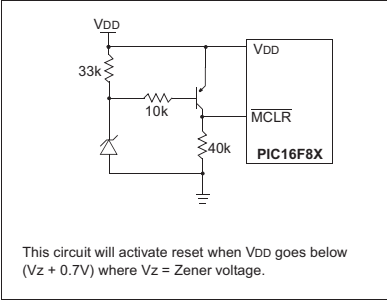 VDD
VDD
33k
10k
MCLR
40k
PIC16F8X
This circuit will activate reset when VDD goes below
(Vz + 0.7V) where Vz = Zener voltage.